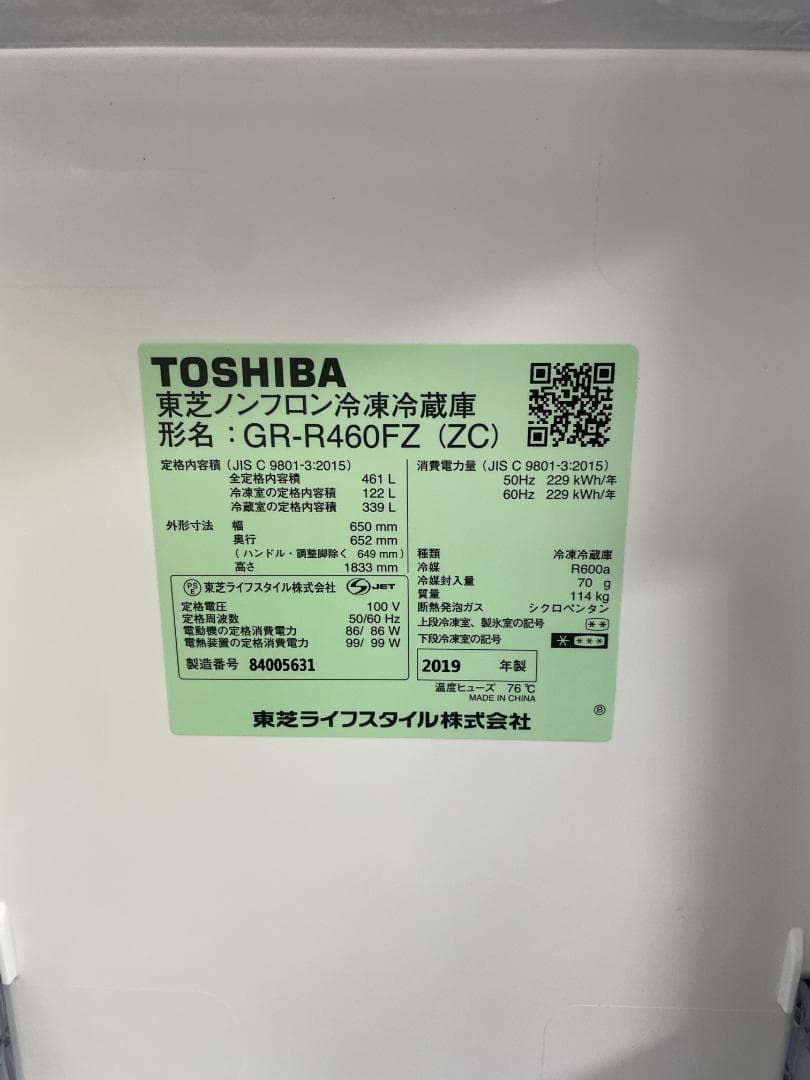 TOSHIBA
東芝ノンフロン冷凍冷蔵庫
形名：GR-R460FZ（ZC）
定格内容積（JIS C 9801-3:2015）
全定格内容積 461 L
冷凍室の定格内容積 122 L
冷蔵室の定格内容積 339 L
外形寸法 幅 650 mm
奥行 652 mm
（ハンドル・調整脚除く 649 mm）
高さ 1833 mm
PS E 東芝ライフスタイル株式会社 S JET
定格電圧 100 V
定格周波数 50/60 Hz
電動機の定格消費電力 86/ 86 W
電熱装置の定格消費電力 99/ 99 W
製造番号 84005631
消費電力量（JIS C 9801-3:2015）
50Hz 229 kWh/年
60Hz 229 kWh/年
種類 冷凍冷蔵庫
冷媒 R600a
冷媒封入量 70 g
質量 114 kg
断熱発泡ガス シクロペンタン
上段冷凍室、製氷室の記号 **
下段冷凍室の記号 * ***
2019 年製
温度ヒューズ 76℃
MADE IN CHINA
東芝ライフスタイル株式会社
Ⓑ